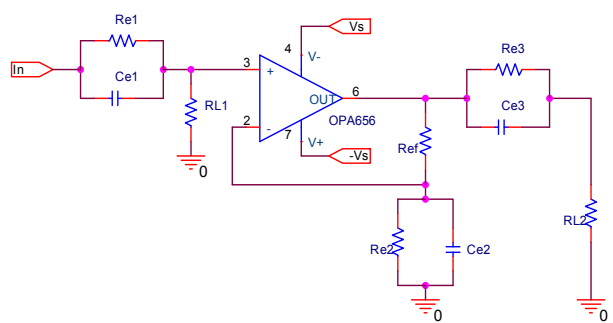 Re1
Vs
In
Ce1
4
V-
3
+
Re3
RL1
OUT
6
OPA656
Ce3
2
-
7
V+
Ref
0
-Vs
Re2
Ce2
RL2
0
0